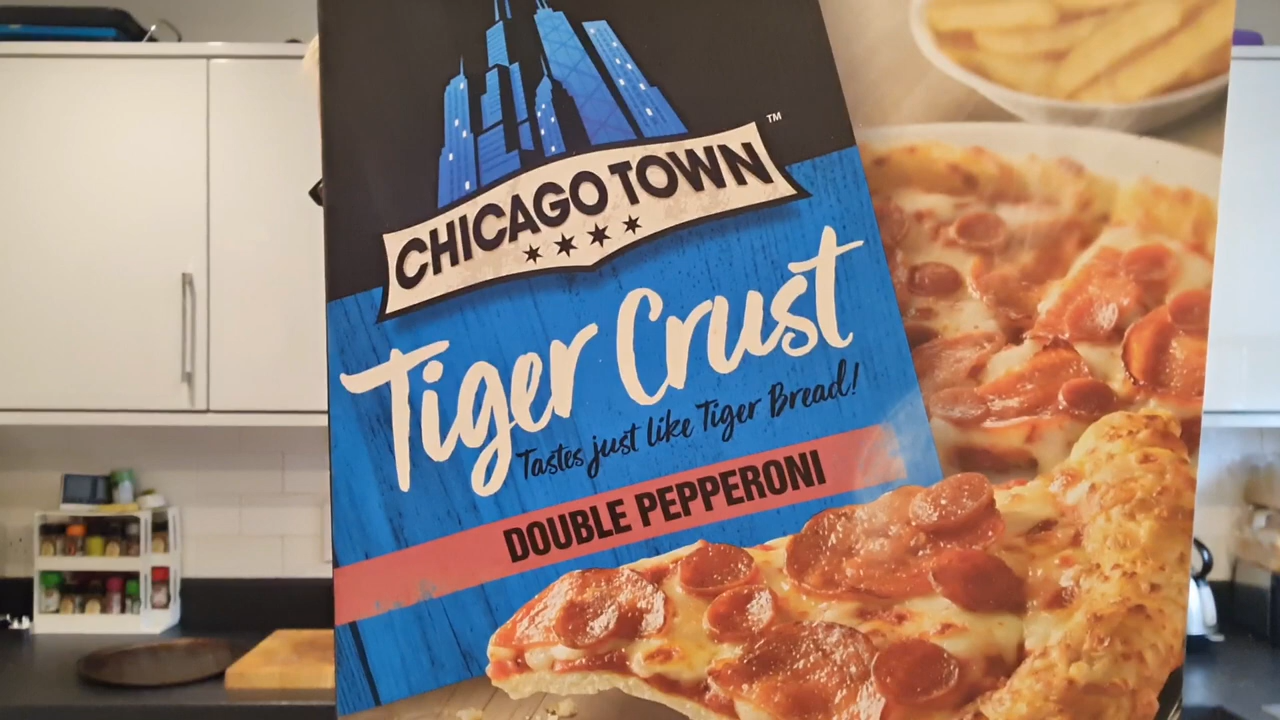 CHICAGO TOWN
™
Tiger Crust
Tastes just like Tiger Bread!
DOUBLE PEPPERONI